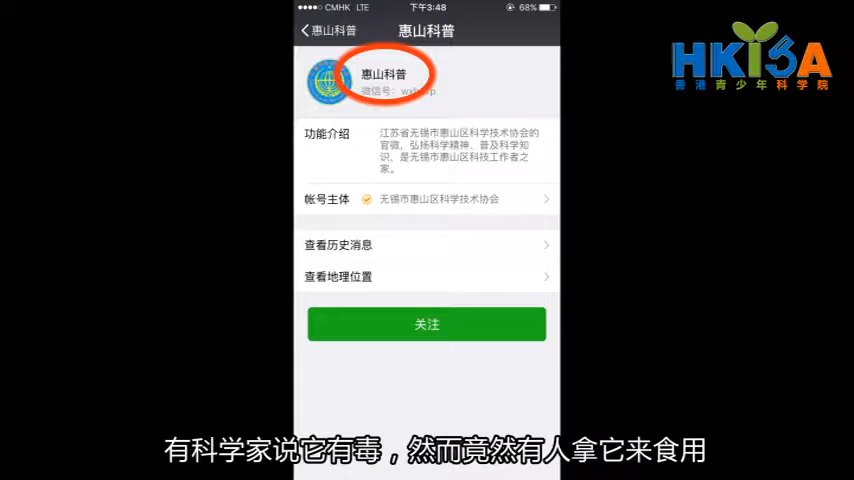 CMHK LTE 下午3:48 68%
惠山科普 惠山科普
HKYSA
香港青少年科学院
惠山科普
微信号：
功能介绍 江苏省无锡市惠山区科学技术协会的
官微，弘扬科学精神、普及科学知
识、是无锡市惠山区科技工作者之
家。
帐号主体 无锡市惠山区科学技术协会
查看历史消息
查看地理位置
关注
有科学家说它有毒，然而竟然有人拿它来食用